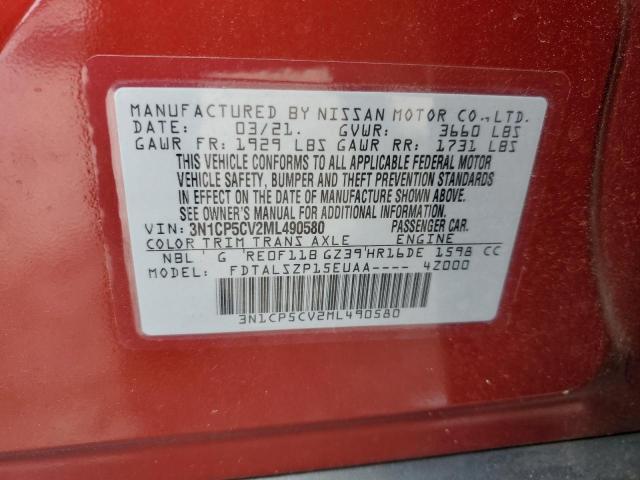 MANUFACTURED BY NISSAN MOTOR CO.,LTD.
DATE: 03/21. GVWR: 3660 LBS
GAWR FR: 1929 LBS GAWR RR: 1731 LBS
THIS VEHICLE CONFORMS TO ALL APPLICABLE FEDERAL MOTOR
VEHICLE SAFETY, BUMPER AND THEFT PREVENTION STANDARDS
IN EFFECT ON THE DATE OF MANUFACTURE SHOWN ABOVE.
SEE OWNER'S MANUAL FOR ADDITIONAL INFORMATION.
VIN: 3N1CP5CV2ML490580 PASSENGER CAR.
COLOR TRIM TRANS AXLE ENGINE
NBL G RE0F11B GZ39 HR16DE 1598 CC
MODEL: FDTALSZP15EUAA---- 4Z000
3N1CP5CV2ML490580